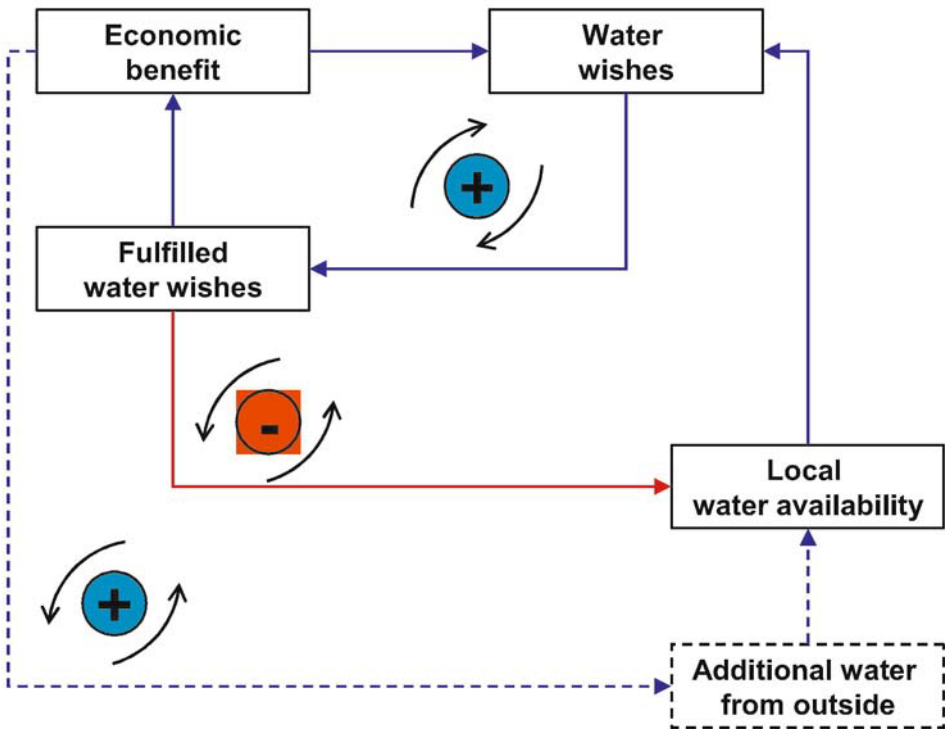 Economic
benefit
Water
wishes
+
Fulfilled
water wishes
-
Local
water availability
+
Additional water
from outside